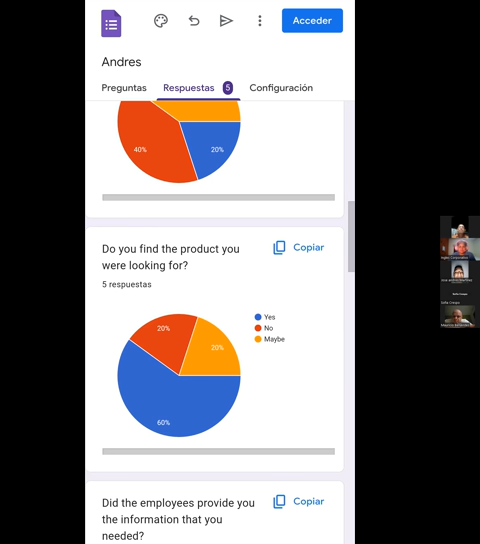 Acceder
Andres
Preguntas Respuestas 5 Configuración
40%
20%
Do you find the product you
were looking for?
Copiar
5 respuestas
Yes
No
Maybe
20%
20%
60%
Did the employees provide you
the information that you
needed?
Copiar